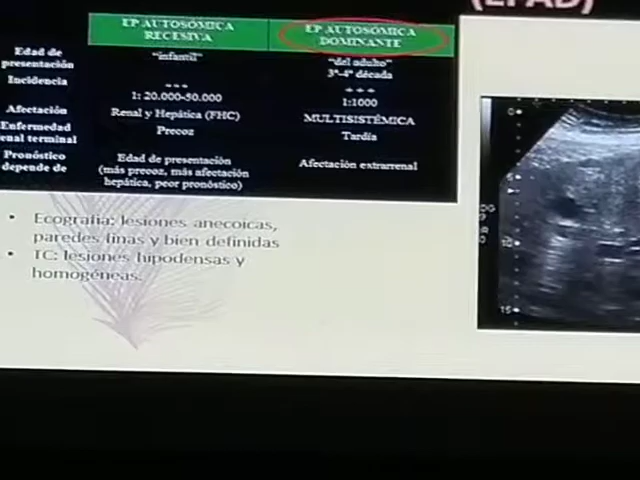 (EPAD)
EP AUTOSÓMICA RECESIVA
EP AUTOSÓMICA DOMINANTE
Edad de presentación
"infantil"
"del adulto"
3ª-4ª década
Incidencia
---
1: 20.000-50.000
+++
1:1000
Afectación
Renal y Hepática (FHC)
MULTISISTÉMICA
Enfermedad
enal terminal
Precoz
Tardía
Pronóstico
depende de
Edad de presentación
(más precoz, más afectación
hepática, peor pronóstico)
Afectación extrarrenal
• Ecografía: lesiones anecoicas,
paredes finas y bien definidas
• TC: lesiones hipodensas y
homogéneas.
0
15